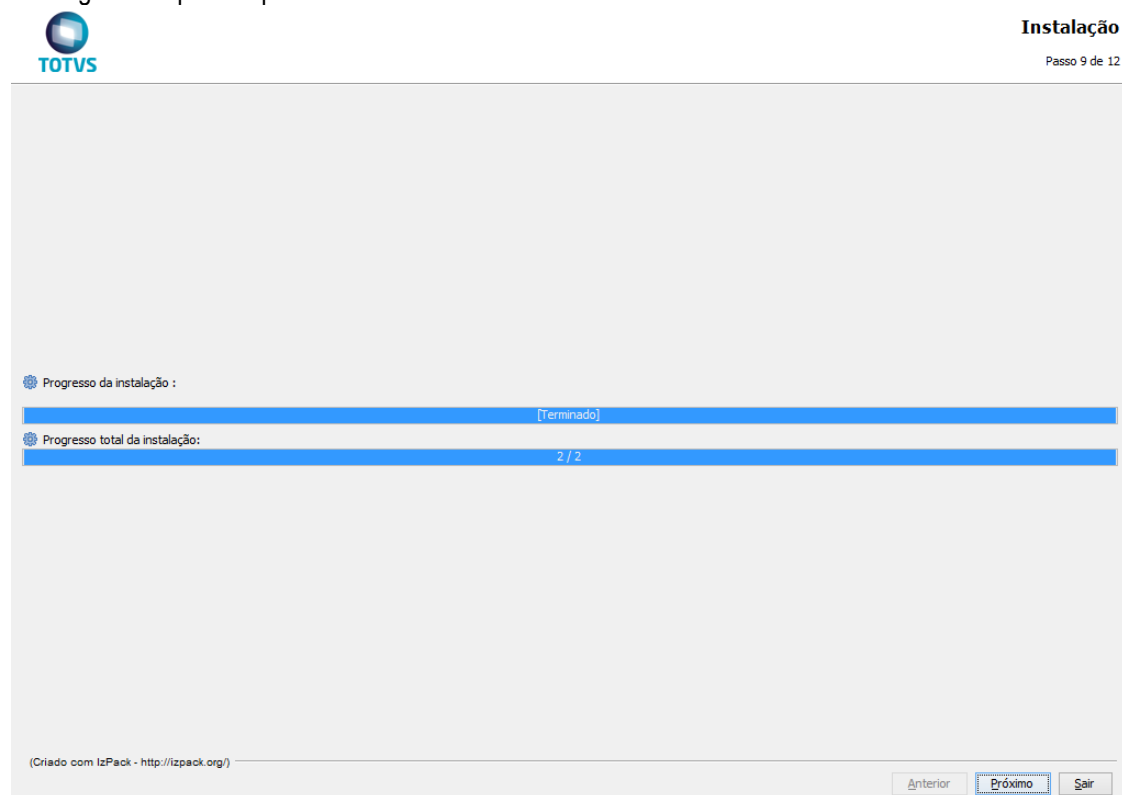 TOTVS
Instalação
Passo 9 de 12
Progresso da instalação :
[Terminado]
Progresso total da instalação:
2 / 2
(Criado com IzPack - http://izpack.org/)
Anterior Próximo Sair